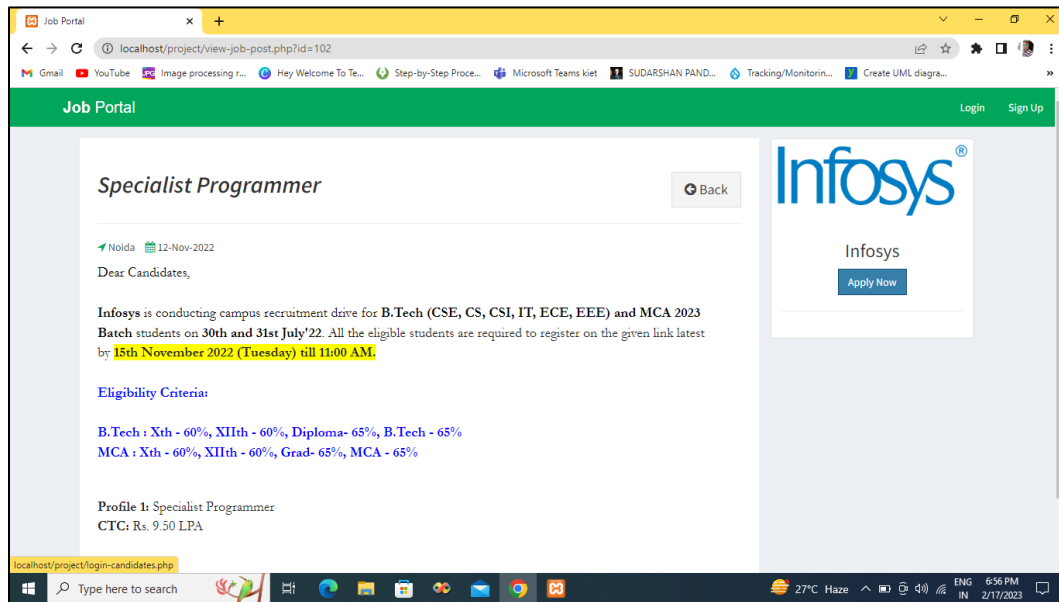 Job Portal
localhost/project/view-job-post.php?id=102
Gmail YouTube Image processing r... Hey Welcome To Te... Step-by-Step Proce... Microsoft Teams kiet SUDARSHAN PAND... Tracking/Monitorin... Create UML diagra... »
Job Portal Login Sign Up
Specialist Programmer
Back
Noida 12-Nov-2022
Dear Candidates,
Infosys is conducting campus recruitment drive for B.Tech (CSE, CS, CSI, IT, ECE, EEE) and MCA 2023
Batch students on 30th and 31st July'22. All the eligible students are required to register on the given link latest
by 15th November 2022 (Tuesday) till 11:00 AM.
Eligibility Criteria:
B.Tech : Xth - 60%, XIIth - 60%, Diploma- 65%, B.Tech - 65%
MCA : Xth - 60%, XIIth - 60%, Grad- 65%, MCA - 65%
Profile 1: Specialist Programmer
CTC: Rs. 9.50 LPA
Infosys®
Infosys
Apply Now
localhost/project/login-candidates.php
Type here to search
27°C Haze
ENG
IN
6:56 PM
2/17/2023